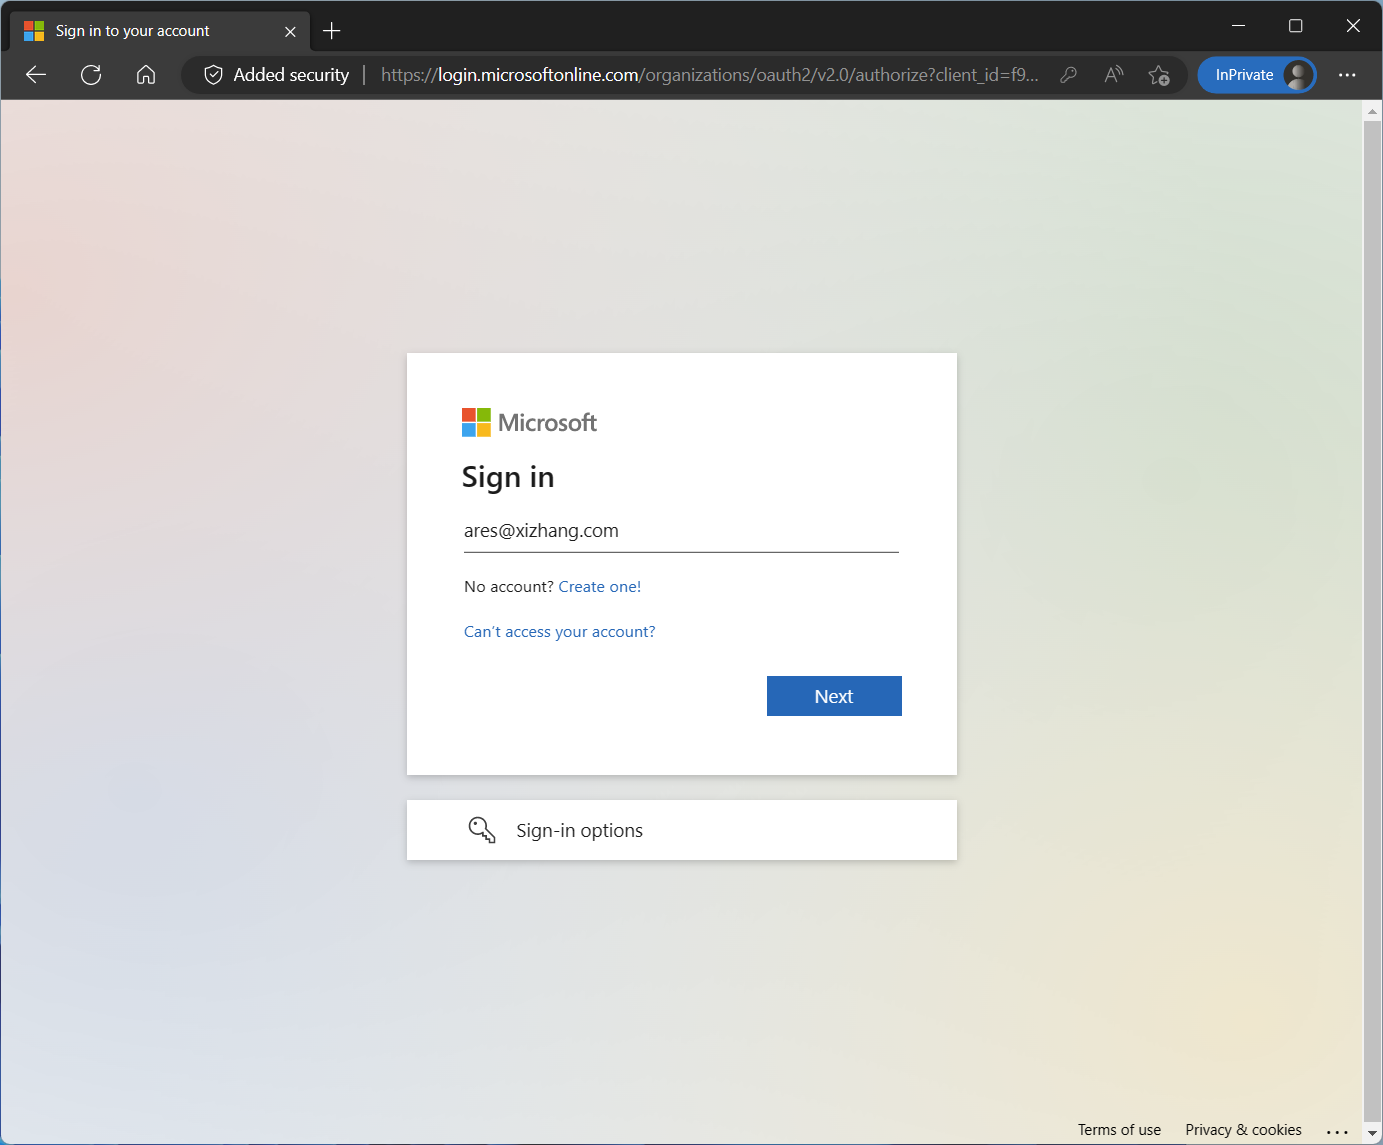 Sign in to your account
Added security | https://login.microsoftonline.com/organizations/oauth2/v2.0/authorize?client_id=f9... InPrivate
Microsoft
Sign in
ares@xizhang.com
No account? Create one!
Can't access your account?
Next
Sign-in options
Terms of use Privacy & cookies ...